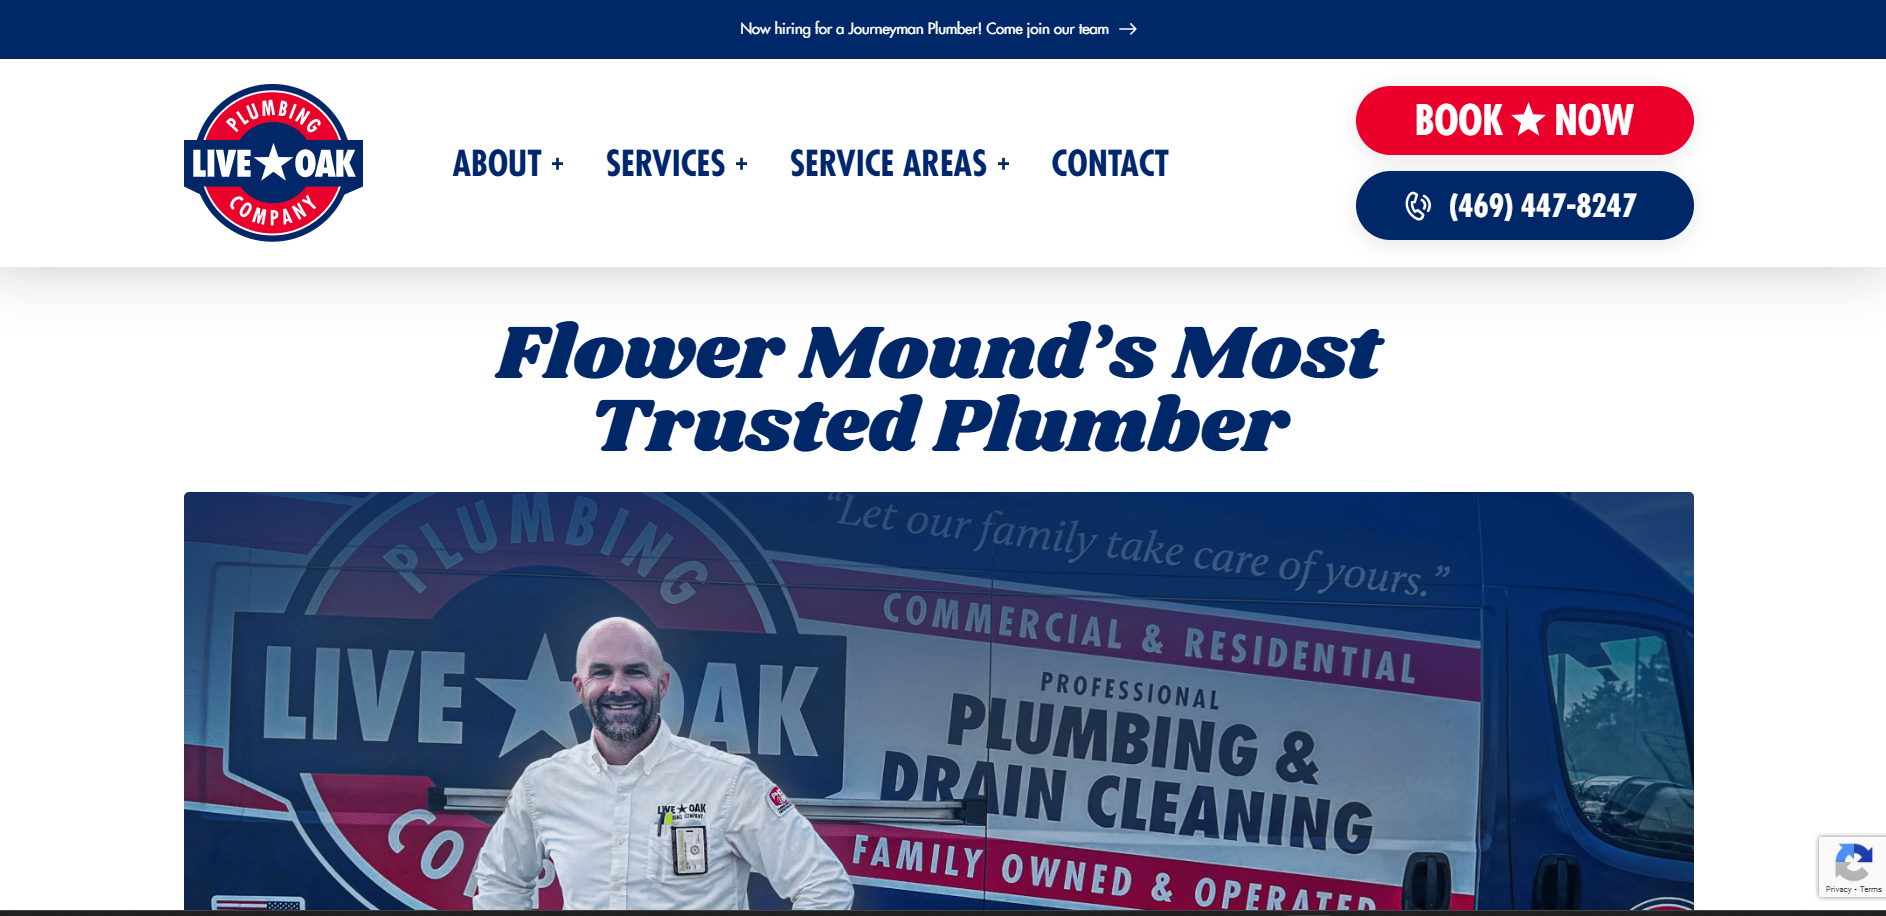 Now hiring for a Journeyman Plumber! Come join our team →
PLUMBING
LIVE ★ OAK
COMPANY
ABOUT +
SERVICES +
SERVICE AREAS +
CONTACT
BOOK ★ NOW
(469) 447-8247
Flower Mound’s Most
Trusted Plumber
“Let our family take care of yours.”
PLUMBING
LIVE ★ OAK
COMMERCIAL & RESIDENTIAL
PROFESSIONAL
PLUMBING &
DRAIN CLEANING
FAMILY OWNED & OPERATED
LIVE ★ OAK
COMPANY
Privacy - Terms